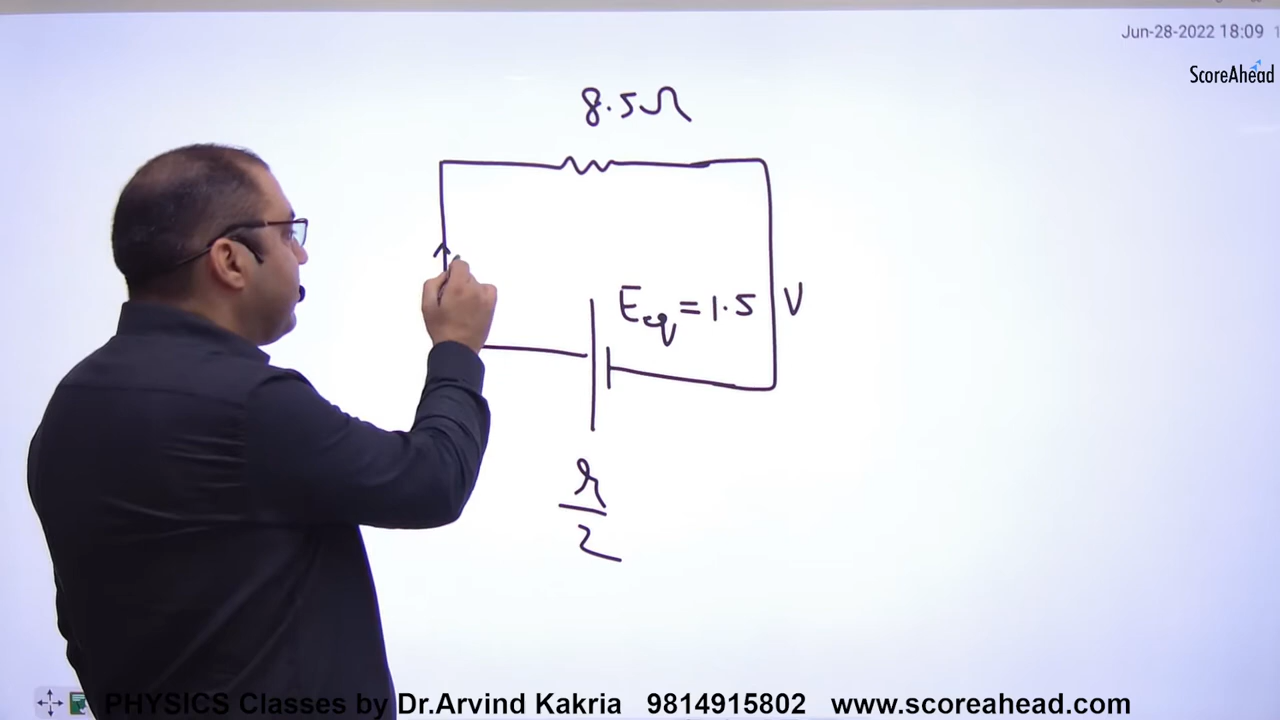 Jun-28-2022 18:09 1
ScoreAhead
8.5Ω
Eeq = 1.5 V
r
2
PHYSICS Classes by Dr.Arvind Kakria 9814915802 www.scoreahead.com